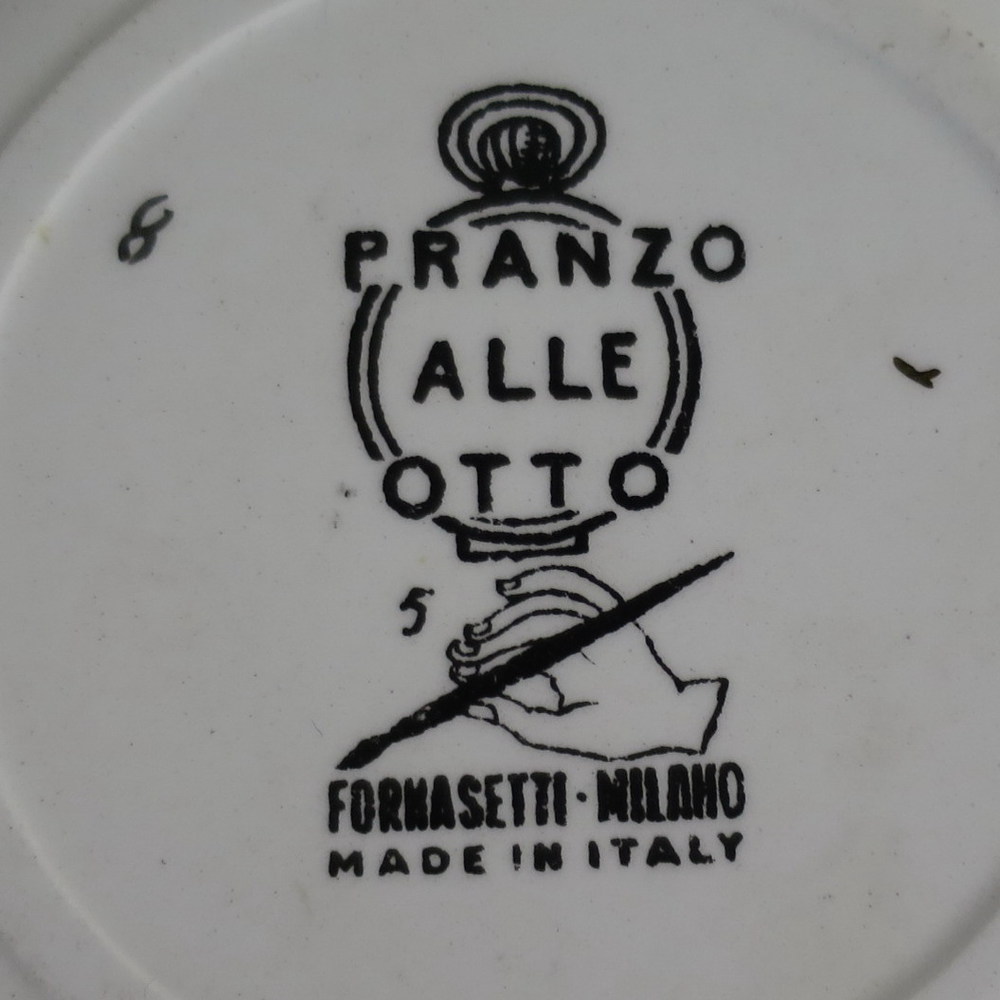 8
PRANZO
ALLE
OTTO
5
FORNASETTI · MILANO
MADE IN ITALY